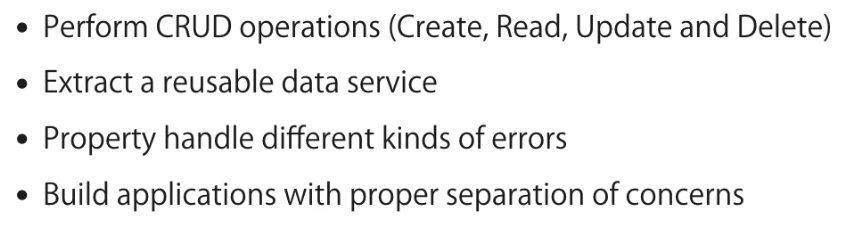 • Perform CRUD operations (Create, Read, Update and Delete)
• Extract a reusable data service
• Property handle different kinds of errors
• Build applications with proper separation of concerns